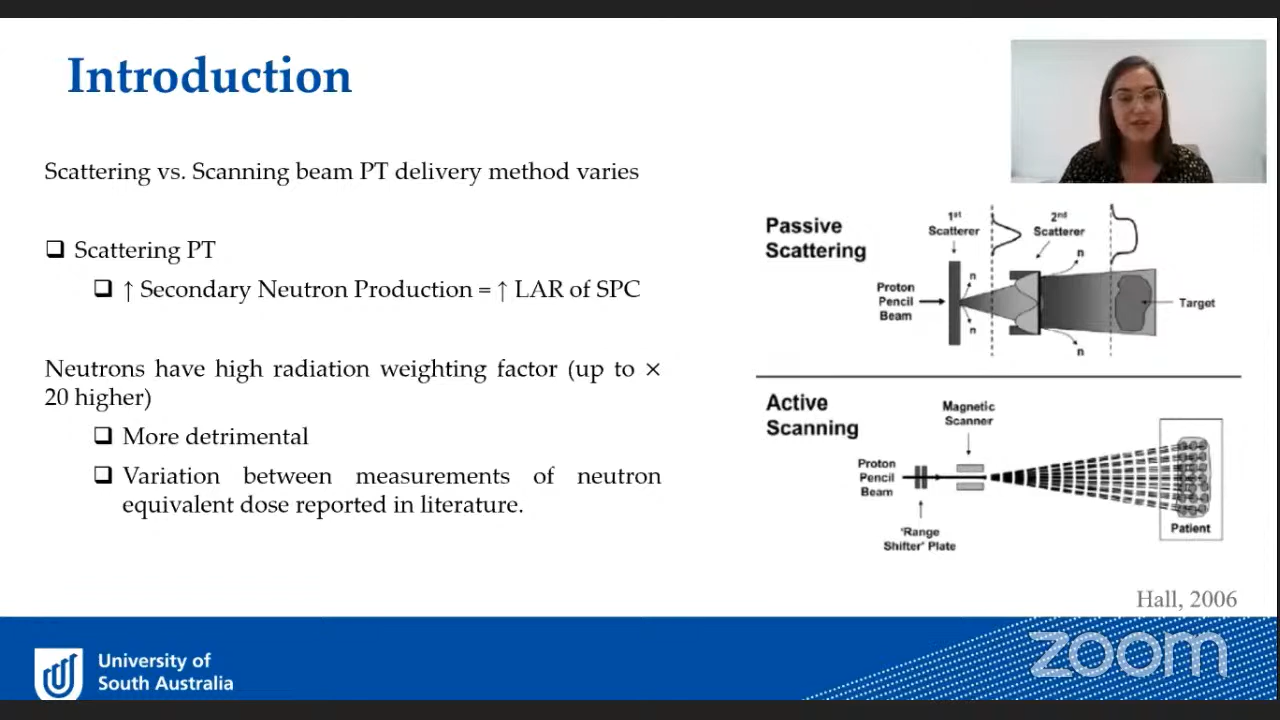 Introduction
Scattering vs. Scanning beam PT delivery method varies
Scattering PT
↑ Secondary Neutron Production = ↑ LAR of SPC
Neutrons have high radiation weighting factor (up to ×
20 higher)
More detrimental
Variation between measurements of neutron
equivalent dose reported in literature.
Passive
Scattering
1st
Scatterer
2nd
Scatterer
n
n
n
n
Proton
Pencil
Beam
Target
Active
Scanning
Magnetic
Scanner
Proton
Pencil
Beam
'Range
Shifter' Plate
Patient
Hall, 2006
University of
South Australia
zoom